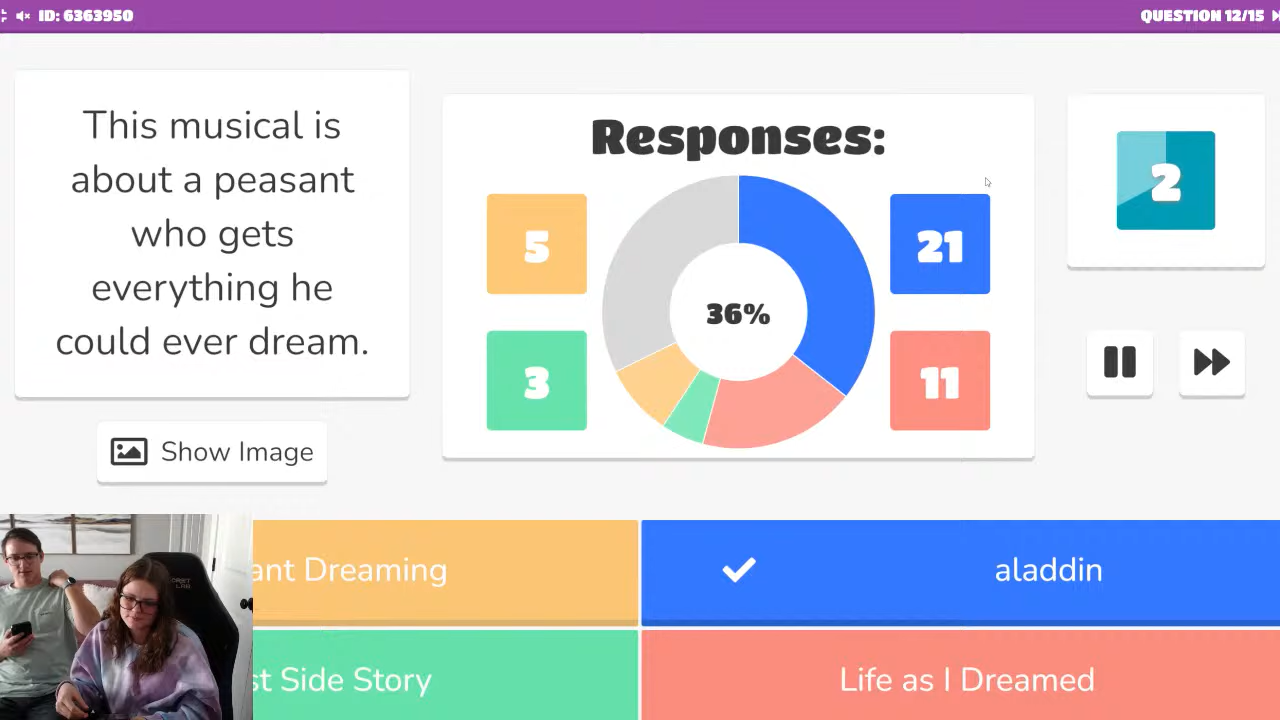 ID: 6363950
QUESTION 12/15
This musical is
about a peasant
who gets
everything he
could ever dream.
Show Image
Responses:
5
21
36%
3
11
2
ant Dreaming
aladdin
st Side Story
Life as I Dreamed